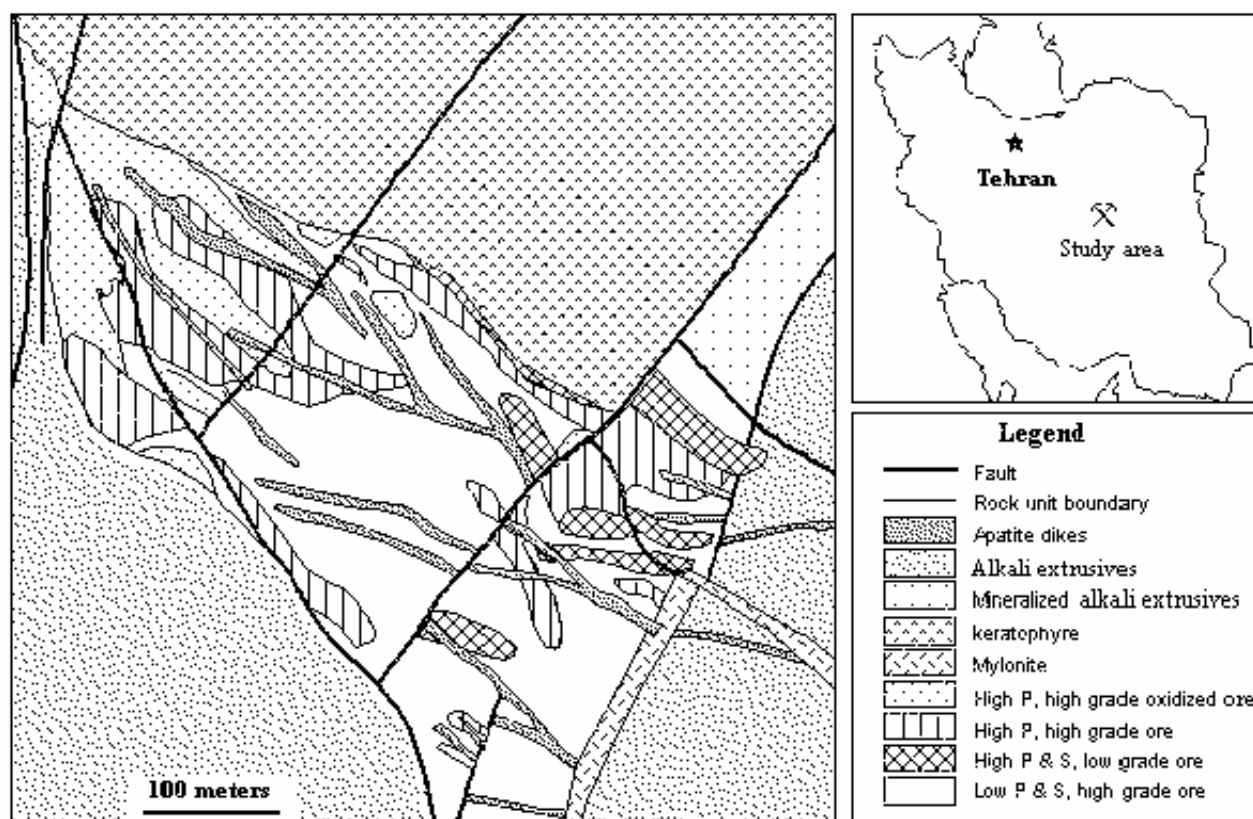 100 meters
Tehran
Study area
Legend
Fault
Rock unit boundary
Apatite dikes
Alkali extrusives
Mineralized alkali extrusives
keratophyre
Mylonite
High P, high grade oxidized ore
High P, high grade ore
High P & S, low grade ore
Low P & S, high grade ore